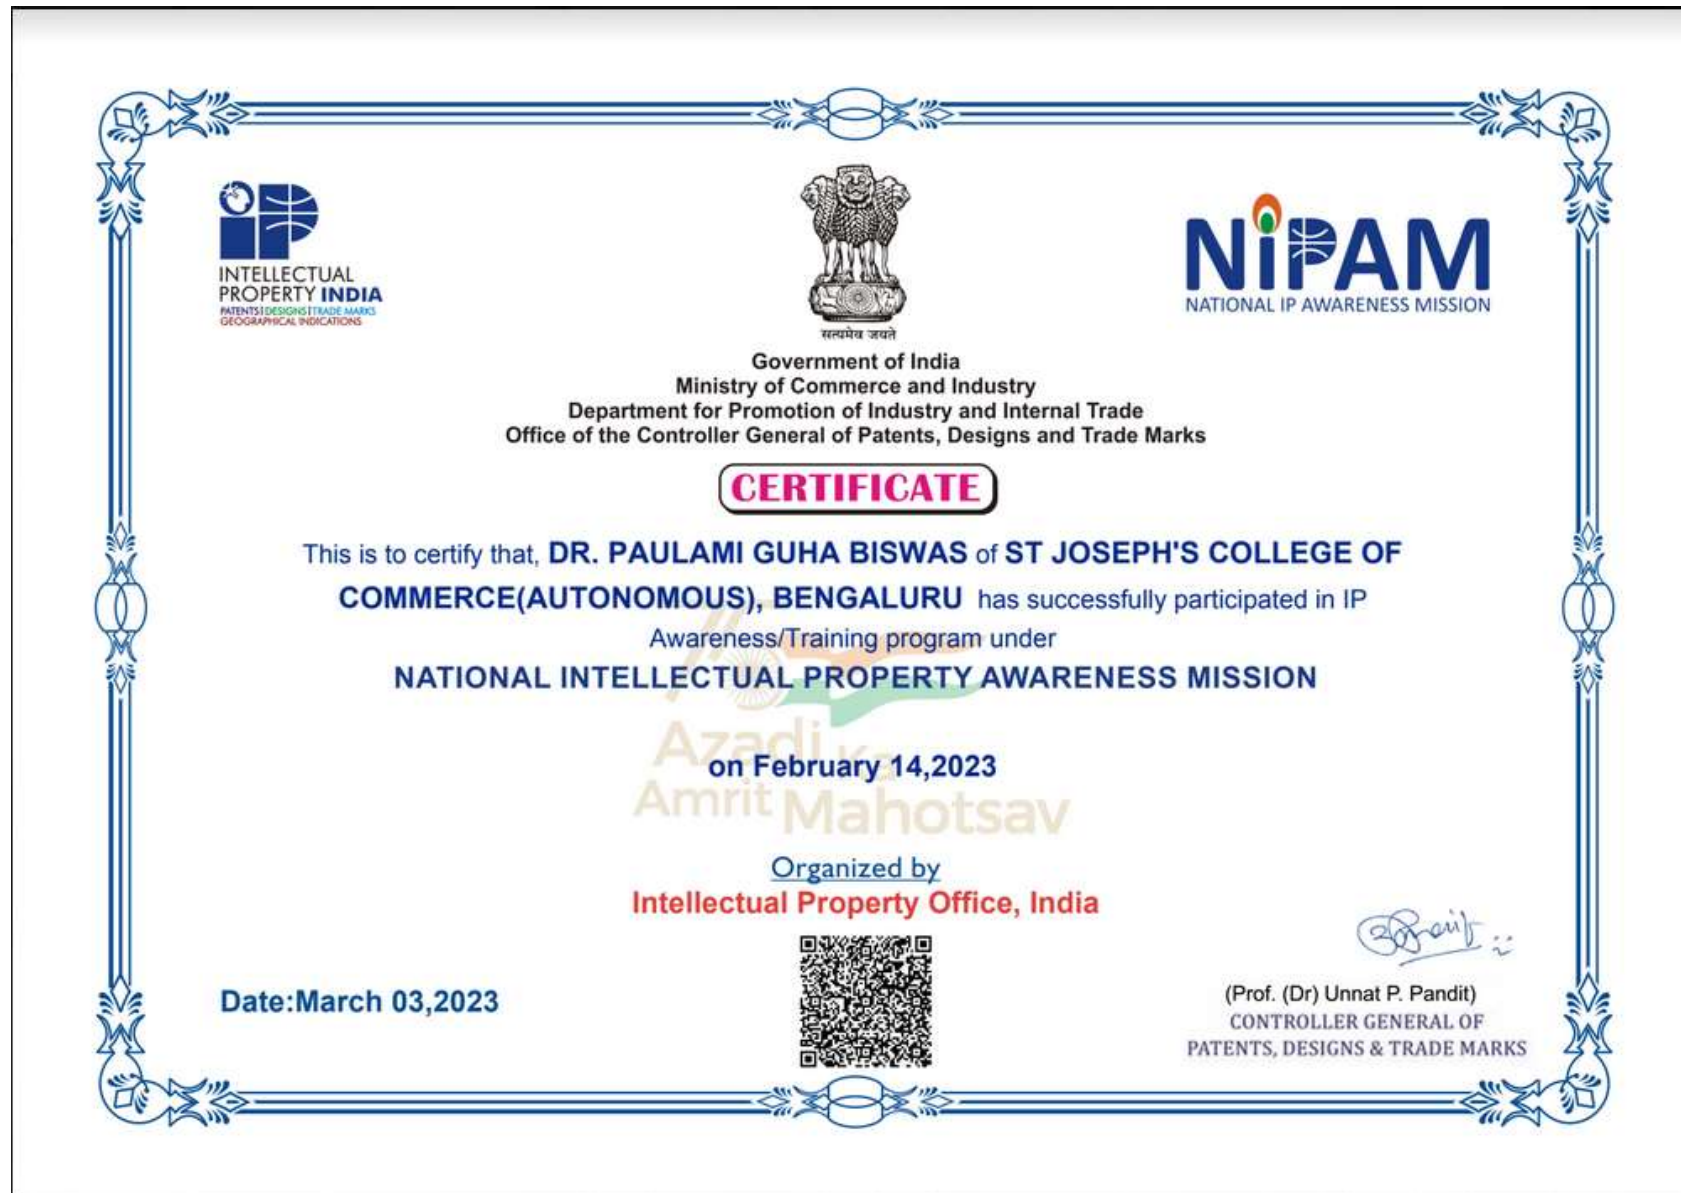 INTELLECTUAL
PROPERTY INDIA
PATENTS | DESIGNS | TRADE MARKS
GEOGRAPHICAL INDICATIONS
सत्यमेव जयते
NiPAM
NATIONAL IP AWARENESS MISSION
Government of India
Ministry of Commerce and Industry
Department for Promotion of Industry and Internal Trade
Office of the Controller General of Patents, Designs and Trade Marks
CERTIFICATE
This is to certify that, DR. PAULAMI GUHA BISWAS of ST JOSEPH'S COLLEGE OF
COMMERCE(AUTONOMOUS), BENGALURU has successfully participated in IP
Awareness/Training program under
NATIONAL INTELLECTUAL PROPERTY AWARENESS MISSION
Azadi Ka
on February 14,2023
Amrit Mahotsav
Organized by
Intellectual Property Office, India
Date:March 03,2023
(Prof. (Dr) Unnat P. Pandit)
CONTROLLER GENERAL OF
PATENTS, DESIGNS & TRADE MARKS